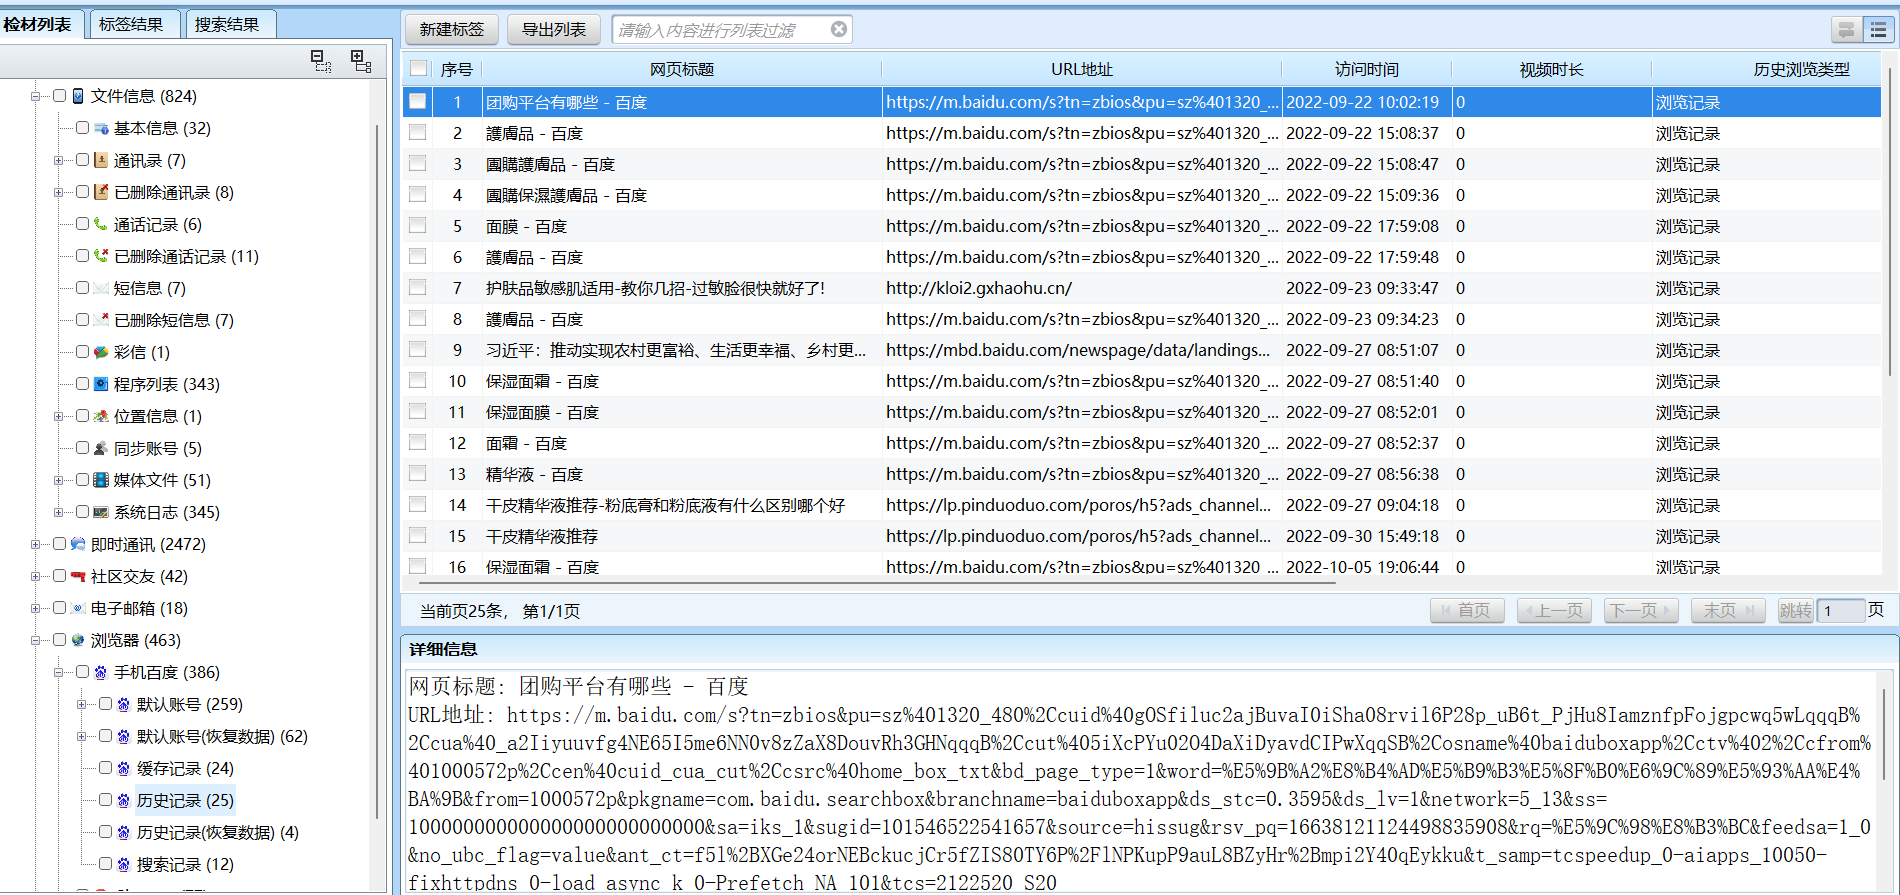 检材列表 标签结果 搜索结果
新建标签 导出列表 请输入内容进行列表过滤
文件信息 (824)
基本信息 (32)
通讯录 (7)
已删除通讯录 (8)
通话记录 (6)
已删除通话记录 (11)
短信息 (7)
已删除短信息 (7)
彩信 (1)
程序列表 (343)
位置信息 (1)
同步账号 (5)
媒体文件 (51)
系统日志 (345)
即时通讯 (2472)
社区交友 (42)
电子邮箱 (18)
浏览器 (463)
手机百度 (386)
默认账号 (259)
默认账号(恢复数据) (62)
缓存记录 (24)
历史记录 (25)
历史记录(恢复数据) (4)
搜索记录 (12)
序号 网页标题 URL地址 访问时间 视频时长 历史浏览类型
1 团购平台有哪些 - 百度 https://m.baidu.com/s?tn=zbios&pu=sz%401320_... 2022-09-22 10:02:19 0 浏览记录
2 護膚品 - 百度 https://m.baidu.com/s?tn=zbios&pu=sz%401320_... 2022-09-22 15:08:37 0 浏览记录
3 團購護膚品 - 百度 https://m.baidu.com/s?tn=zbios&pu=sz%401320_... 2022-09-22 15:08:47 0 浏览记录
4 團購保濕護膚品 - 百度 https://m.baidu.com/s?tn=zbios&pu=sz%401320_... 2022-09-22 15:09:36 0 浏览记录
5 面膜 - 百度 https://m.baidu.com/s?tn=zbios&pu=sz%401320_... 2022-09-22 17:59:08 0 浏览记录
6 護膚品 - 百度 https://m.baidu.com/s?tn=zbios&pu=sz%401320_... 2022-09-22 17:59:48 0 浏览记录
7 护肤品敏感肌适用-教你几招-过敏脸很快就好了! http://kloi2.gxhaohu.cn/ 2022-09-23 09:33:47 0 浏览记录
8 護膚品 - 百度 https://m.baidu.com/s?tn=zbios&pu=sz%401320_... 2022-09-23 09:34:23 0 浏览记录
9 习近平：推动实现农村更富裕、生活更幸福、乡村更... https://mbd.baidu.com/newspage/data/landings... 2022-09-27 08:51:07 0 浏览记录
10 保湿面霜 - 百度 https://m.baidu.com/s?tn=zbios&pu=sz%401320_... 2022-09-27 08:51:40 0 浏览记录
11 保湿面膜 - 百度 https://m.baidu.com/s?tn=zbios&pu=sz%401320_... 2022-09-27 08:52:01 0 浏览记录
12 面霜 - 百度 https://m.baidu.com/s?tn=zbios&pu=sz%401320_... 2022-09-27 08:52:37 0 浏览记录
13 精华液 - 百度 https://m.baidu.com/s?tn=zbios&pu=sz%401320_... 2022-09-27 08:56:38 0 浏览记录
14 干皮精华液推荐-粉底膏和粉底液有什么区别哪个好 https://lp.pinduoduo.com/poros/h5?ads_channel... 2022-09-27 09:04:18 0 浏览记录
15 干皮精华液推荐 https://lp.pinduoduo.com/poros/h5?ads_channel... 2022-09-30 15:49:18 0 浏览记录
16 保湿面霜 - 百度 https://m.baidu.com/s?tn=zbios&pu=sz%401320_... 2022-10-05 19:06:44 0 浏览记录
当前页25条， 第1/1页 首页 上一页 下一页 末页 跳转 1 页
详细信息
网页标题: 团购平台有哪些 - 百度
URL地址: https://m.baidu.com/s?tn=zbios&pu=sz%401320_480%2Ccuid%40gOSfiluc2ajBuvaI0iSha08rvil6P28p_uB6t_PjHu8IamznfpFojgpcwq5wLqqqB%
2Ccua%40_a2Iiyuuvfg4NE65I5me6NN0v8zZaX8DouvRh3GHNqqqB%2Ccut%405iXcPYu02O4DaXiDyavdCIPwXqqSB%2Cosname%40baiduboxapp%2Cctv%402%2Ccfrom%
401000572p%2Ccen%40cuid_cua_cut%2Ccsrc%40home_box_txt&bd_page_type=1&word=%E5%9B%A2%E8%B4%AD%E5%B9%B3%E5%8F%B0%E6%9C%89%E5%93%AA%E4%
BA%9B&from=1000572p&pkgname=com.baidu.searchbox&branchname=baiduboxapp&ds_stc=0.3595&ds_lv=1&network=5_13&ss=
100000000000000000000000000&sa=iks_1&sugid=101546522541657&source=hissug&rsv_pq=16638121124498835908&rq=%E5%9C%98%E8%B3%BC&feedsa=1_0
&no_ubc_flag=value&ant_ct=f5l%2BXGe24orNEBckucjCr5fZIS80TY6P%2FlNPKupP9auL8BZyHr%2Bmpi2Y40qEykku&t_samp=tcspeedup_0-aiapps_10050-
fixhttpdns_0-load_async_k_0-Prefetch_NA_101&tcs=2122520_S20